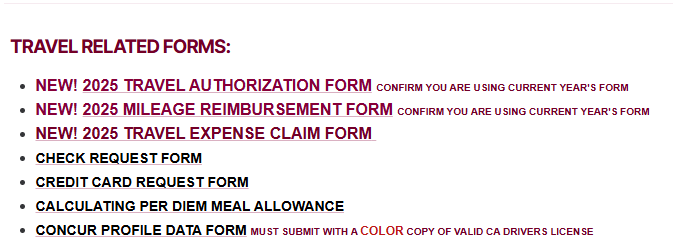 TRAVEL RELATED FORMS:
NEW! 2025 TRAVEL AUTHORIZATION FORM CONFIRM YOU ARE USING CURRENT YEAR'S FORM
NEW! 2025 MILEAGE REIMBURSEMENT FORM CONFIRM YOU ARE USING CURRENT YEAR'S FORM
NEW! 2025 TRAVEL EXPENSE CLAIM FORM
CHECK REQUEST FORM
CREDIT CARD REQUEST FORM
CALCULATING PER DIEM MEAL ALLOWANCE
CONCUR PROFILE DATA FORM MUST SUBMIT WITH A COLOR COPY OF VALID CA DRIVERS LICENSE